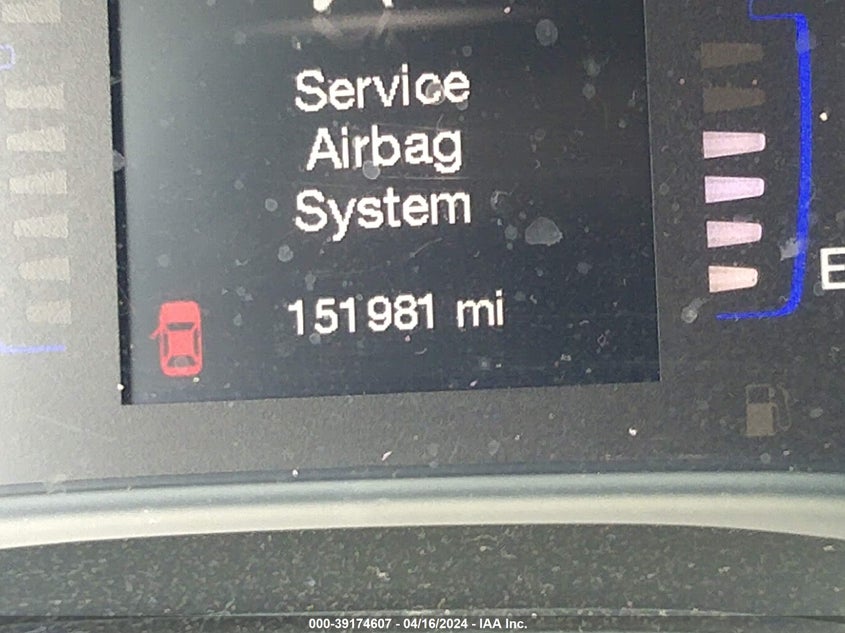 Service
Airbag
System
151981 mi
E
000-39174607 - 04/16/2024 - IAA Inc.